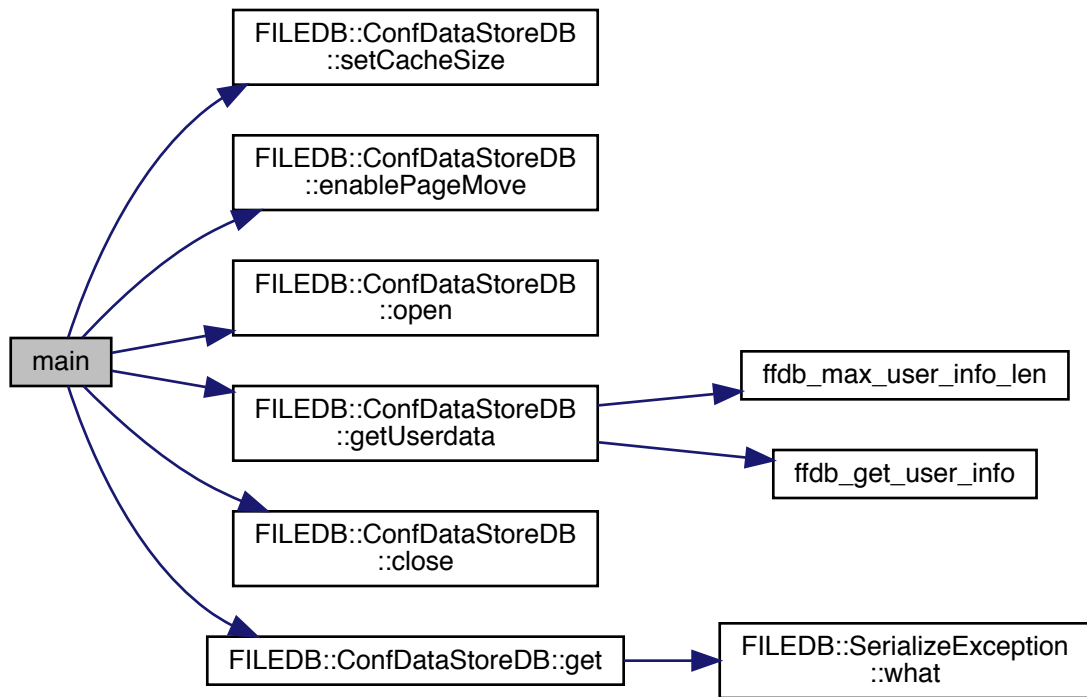 FILEDB::ConfDataStoreDB
::setCacheSize
FILEDB::ConfDataStoreDB
::enablePageMove
FILEDB::ConfDataStoreDB
::open
main
FILEDB::ConfDataStoreDB
::getUserdata
ffdb_max_user_info_len
ffdb_get_user_info
FILEDB::ConfDataStoreDB
::close
FILEDB::ConfDataStoreDB::get
FILEDB::SerializeException
::what